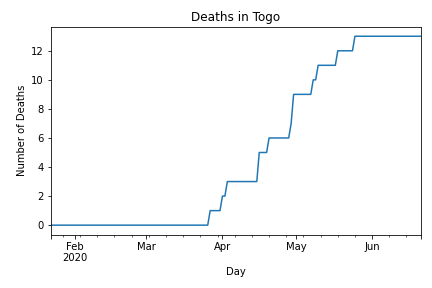 Deaths in Togo
12
10
8
6
4
2
0
Number of Deaths
Feb
2020
Mar
Apr
May
Jun
Day